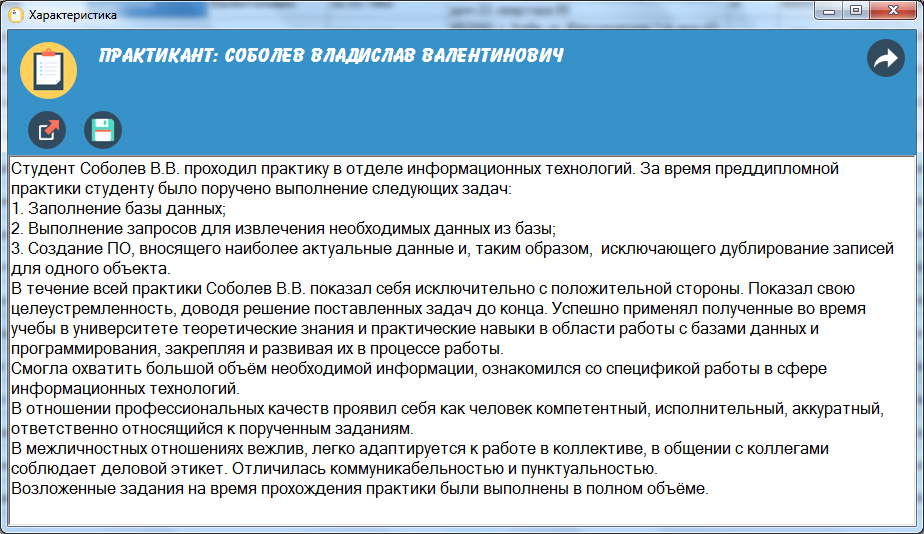 Характеристика
ПРАКТИКАНТ: СОБОЛЕВ ВЛАДИСЛАВ ВАЛЕНТИНОВИЧ
Студент Соболев В.В. проходил практику в отделе информационных технологий. За время преддипломной
практики студенту было поручено выполнение следующих задач:
1. Заполнение базы данных;
2. Выполнение запросов для извлечения необходимых данных из базы;
3. Создание ПО, вносящего наиболее актуальные данные и, таким образом,  исключающего дублирование записей
для одного объекта.
В течение всей практики Соболев В.В. показал себя исключительно с положительной стороны. Показал свою
целеустремленность, доводя решение поставленных задач до конца. Успешно применял полученные во время
учебы в университете теоретические знания и практические навыки в области работы с базами данных и
программирования, закрепляя и развивая их в процессе работы.
Смогла охватить большой объём необходимой информации, ознакомился со спецификой работы в сфере
информационных технологий.
В отношении профессиональных качеств проявил себя как человек компетентный, исполнительный, аккуратный,
ответственно относящийся к порученным заданиям.
В межличностных отношениях вежлив, легко адаптируется к работе в коллективе, в общении с коллегами
соблюдает деловой этикет. Отличилась коммуникабельностью и пунктуальностью.
Возложенные задания на время прохождения практики были выполнены в полном объёме.